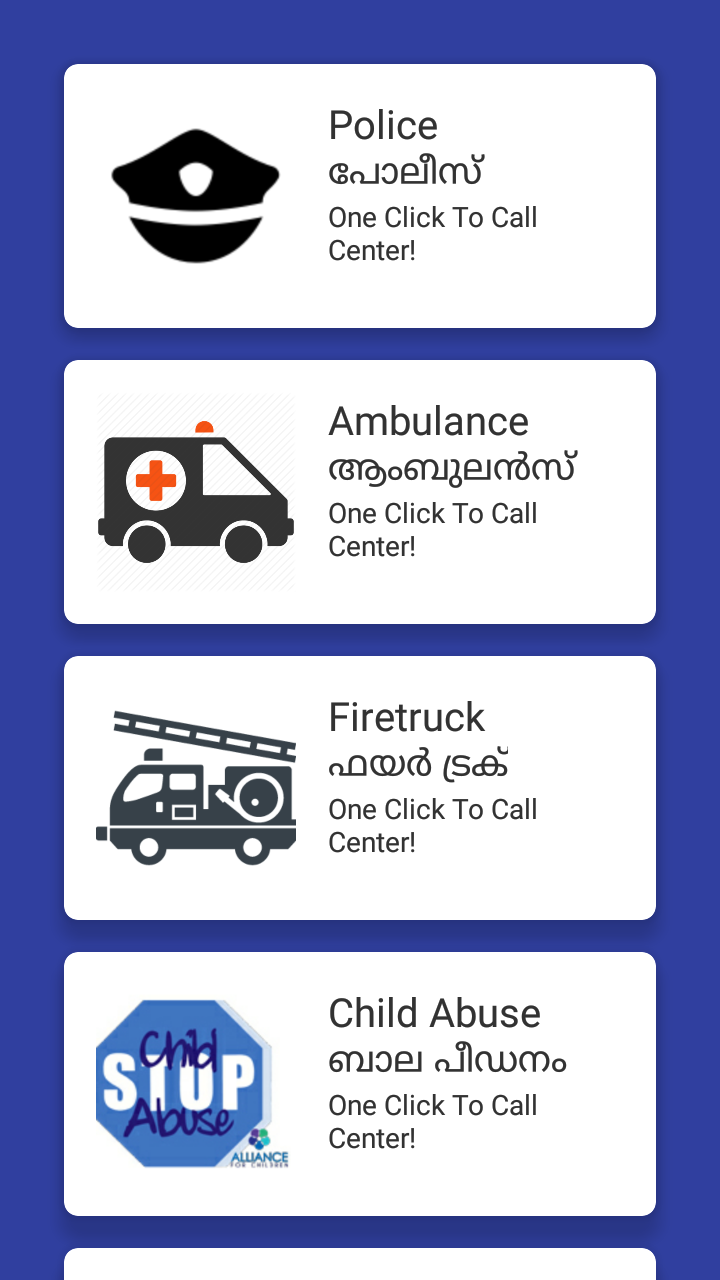 Police
പോലീസ്
One Click To Call
Center!
Ambulance
ആംബുലൻസ്
One Click To Call
Center!
Firetruck
ഫയർ ട്രക്
One Click To Call
Center!
Child Abuse
ബാല പീഡനം
One Click To Call
Center!
Child
STOP
Abuse
ALLIANCE
FOR CHILDREN